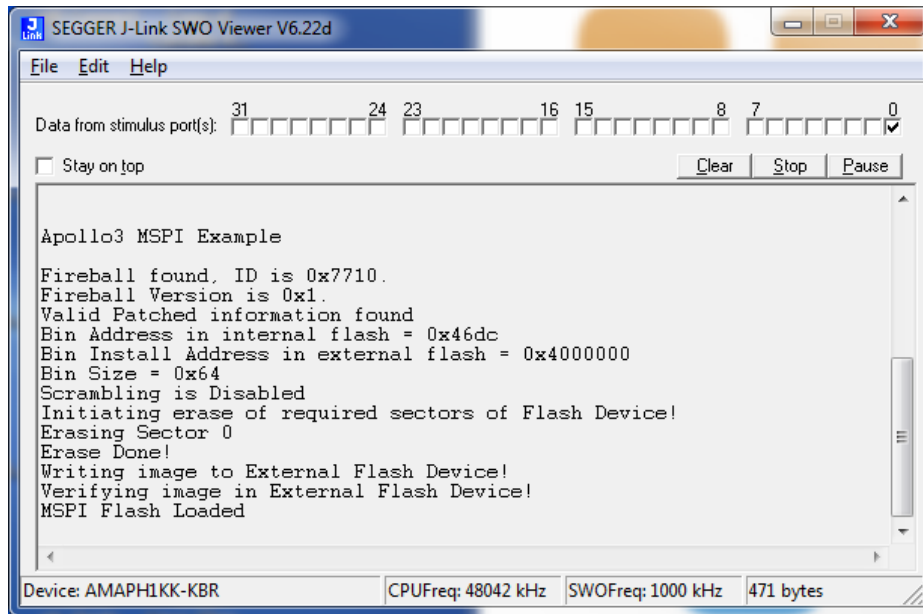 SEGGER J-Link SWO Viewer V6.22d
File Edit Help
31 24 23 16 15 8 7 0
Data from stimulus port(s):
Stay on top Clear Stop Pause
Apollo3 MSPI Example
Fireball found, ID is 0x7710.
Fireball Version is 0x1.
Valid Patched information found
Bin Address in internal flash = 0x46dc
Bin Install Address in external flash = 0x4000000
Bin Size = 0x64
Scrambling is Disabled
Initiating erase of required sectors of Flash Device!
Erasing Sector 0
Erase Done!
Writing image to External Flash Device!
Verifying image in External Flash Device!
MSPI Flash Loaded
Device: AMAPH1KK-KBR CPUFreq: 48042 kHz SWOFreq: 1000 kHz 471 bytes